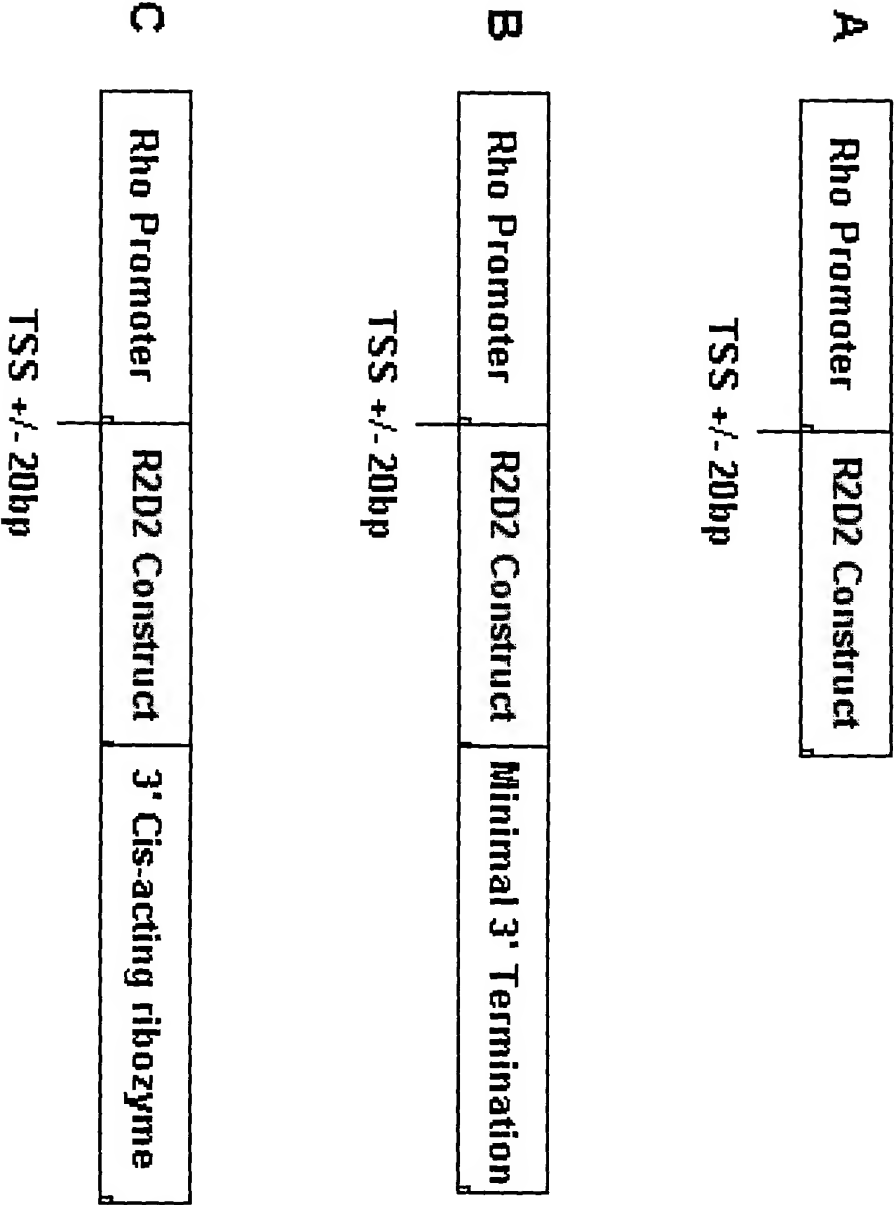 A
Rho Promoter R2D2 Construct
TSS +/- 20bp
B
Rho Promoter R2D2 Construct Minimal 3' Termination
TSS +/- 20bp
C
Rho Promoter R2D2 Construct 3' Cis-acting ribozyme
TSS +/- 20bp